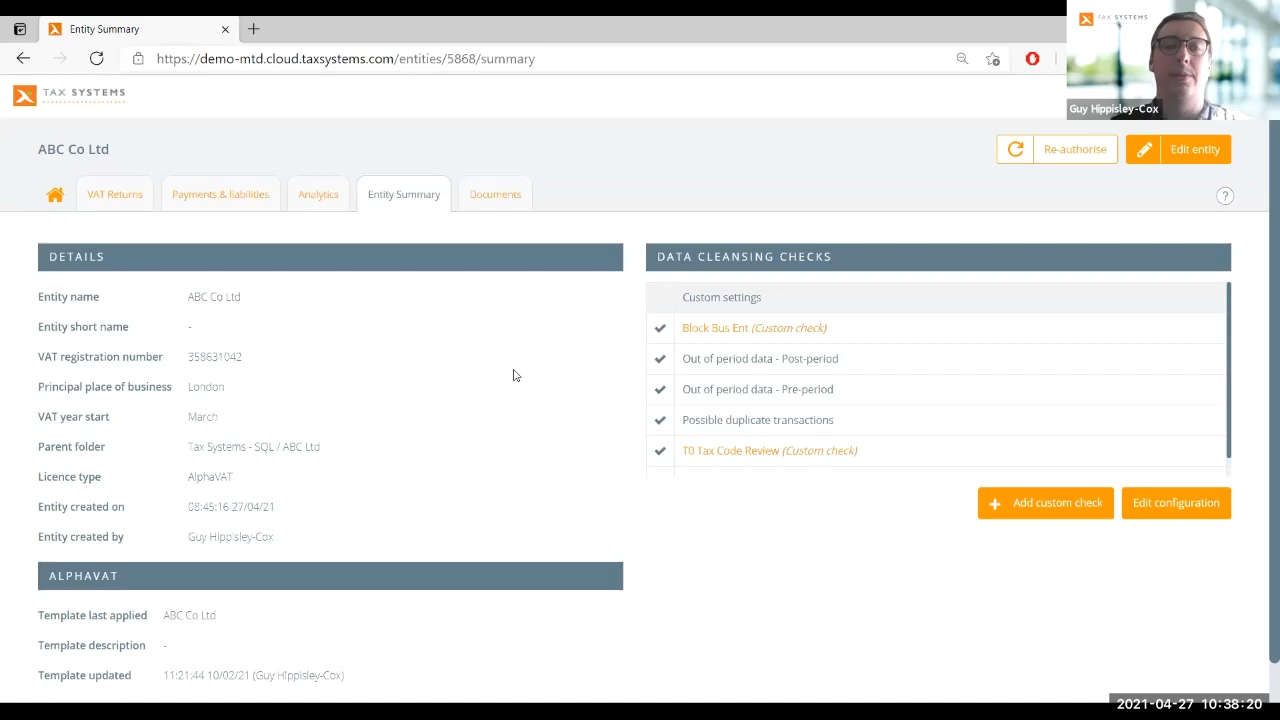 Entity Summary
https://demo-mtd.cloud.taxsystems.com/entities/5868/summary
TAX SYSTEMS
Guy Hippisley-Cox
TAX SYSTEMS
ABC Co Ltd
Re-authorise
Edit entity
VAT Returns
Payments & liabilities
Analytics
Entity Summary
Documents
?
DETAILS
Entity name ABC Co Ltd
Entity short name -
VAT registration number 358631042
Principal place of business London
VAT year start March
Parent folder Tax Systems - SQL / ABC Ltd
Licence type AlphaVAT
Entity created on 08:45:16 27/04/21
Entity created by Guy Hippisley-Cox
ALPHAVAT
Template last applied ABC Co Ltd
Template description -
Template updated 11:21:44 10/02/21 (Guy Hippisley-Cox)
DATA CLEANSING CHECKS
Custom settings
Block Bus Ent (Custom check)
Out of period data - Post-period
Out of period data - Pre-period
Possible duplicate transactions
T0 Tax Code Review (Custom check)
Add custom check
Edit configuration
2021-04-27 10:38:20